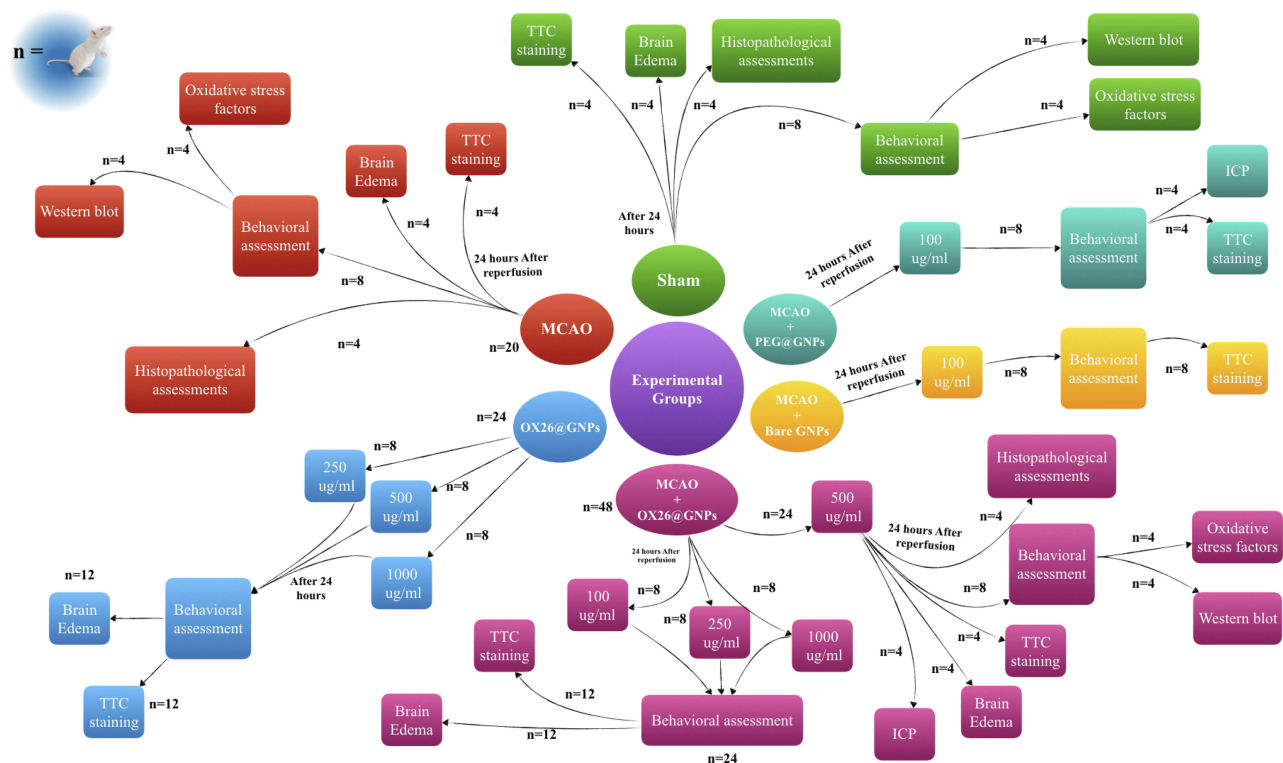 n =
TTC
staining
n=4
Brain
Edema
n=4
Histopathological
assessments
n=4
n=8
Behavioral
assessment
n=4
Western blot
n=4
Oxidative stress
factors
After 24
hours
Sham
Oxidative stress
factors
n=4
n=4
Western blot
Behavioral
assessment
n=8
Brain
Edema
n=4
TTC
staining
n=4
24 hours After
reperfusion
n=4
Histopathological
assessments
MCAO
n=20
Experimental
Groups
MCAO
+
PEG@GNPs
24 hours After
reperfusion
100
ug/ml
n=8
Behavioral
assessment
n=4
ICP
n=4
TTC
staining
MCAO
+
Bare GNPs
24 hours After
reperfusion
100
ug/ml
n=8
Behavioral
assessment
n=8
TTC
staining
OX26@GNPs
n=24
n=8
250
ug/ml
n=8
500
ug/ml
n=8
1000
ug/ml
After 24
hours
Behavioral
assessment
n=12
Brain
Edema
TTC
staining
n=12
MCAO
+
OX26@GNPs
n=48
n=24
500
ug/ml
24 hours After
reperfusion
n=4
Histopathological
assessments
n=8
Behavioral
assessment
n=4
Oxidative
stress factors
n=4
Western blot
n=4
TTC
staining
n=4
Brain
Edema
n=4
ICP
24 hours After
reperfusion
n=8
100
ug/ml
n=8
250
ug/ml
n=8
1000
ug/ml
Behavioral assessment
n=24
n=12
TTC
staining
n=12
Brain
Edema